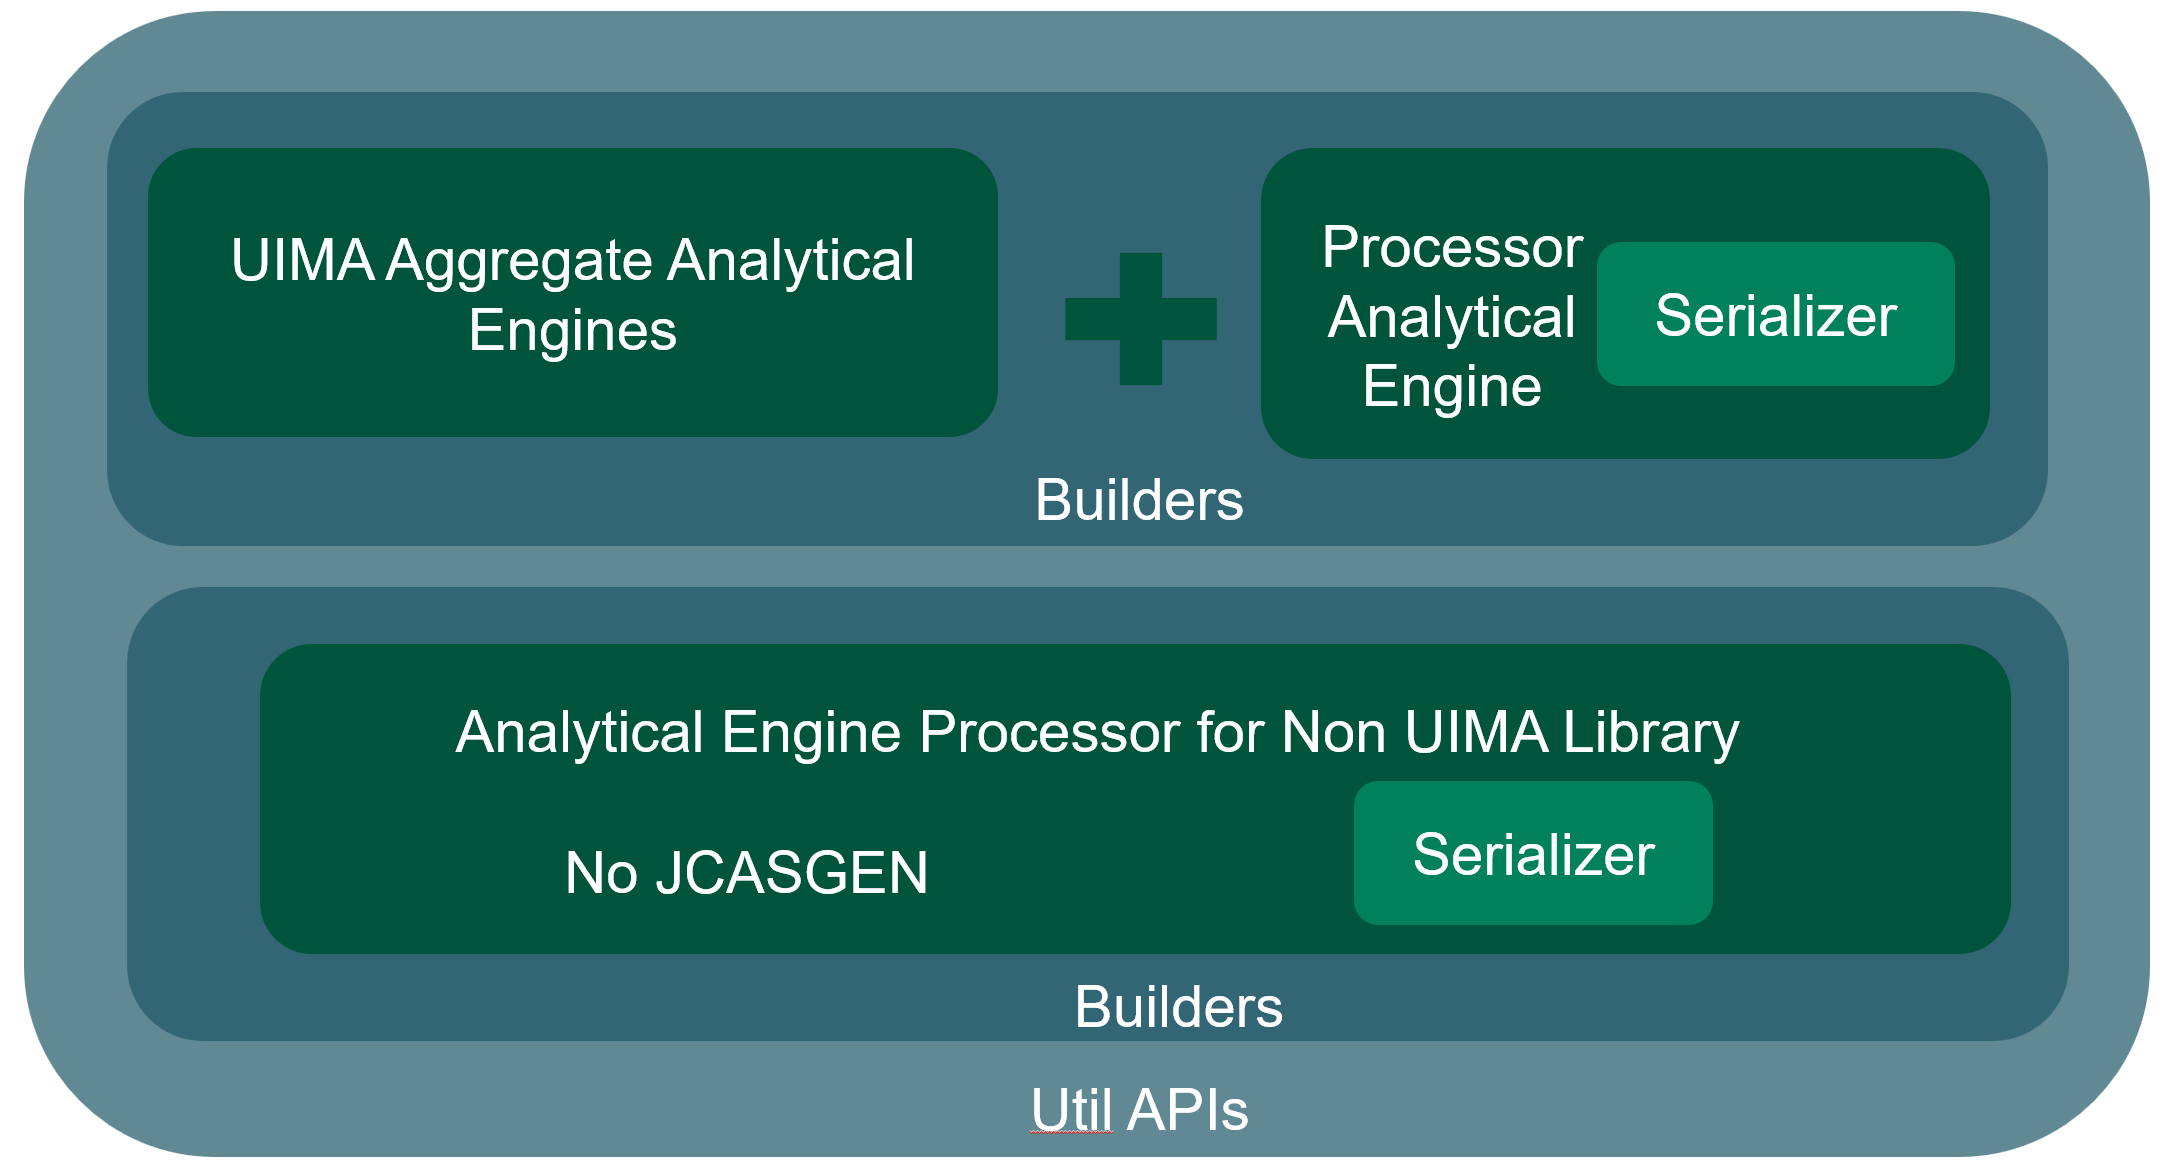 UIMA Aggregate Analytical
Engines
Processor
Analytical
Engine
Serializer
Builders
Analytical Engine Processor for Non UIMA Library
No JCASGEN
Serializer
Builders
Util APIs